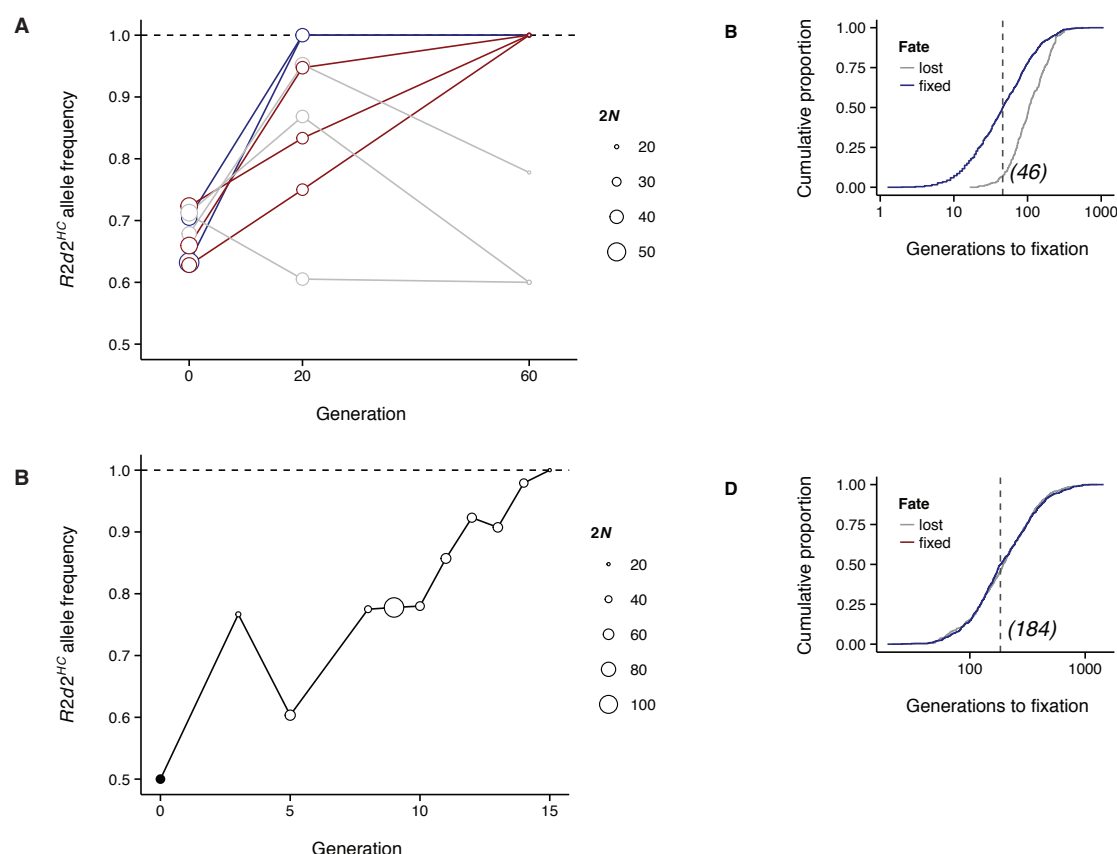 A
R2d2^HC allele frequency
1.0
0.9
0.8
0.7
0.6
0.5
0
20
60
Generation
2N
20
30
40
50
B
Cumulative proportion
1.00
0.75
0.50
0.25
0.00
Fate
lost
fixed
(46)
1
10
100
1000
Generations to fixation
B
R2d2^HC allele frequency
1.0
0.9
0.8
0.7
0.6
0.5
0
5
10
15
Generation
2N
20
40
60
80
100
D
Cumulative proportion
1.00
0.75
0.50
0.25
0.00
Fate
lost
fixed
(184)
100
1000
Generations to fixation